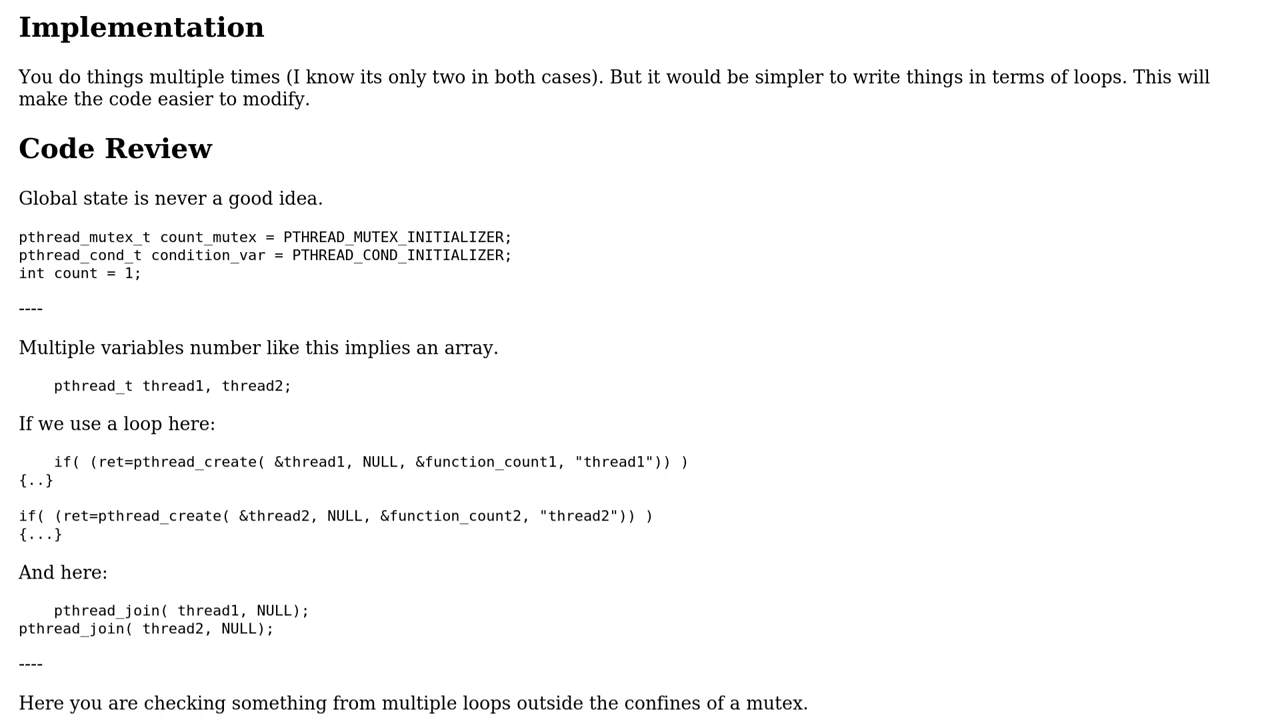 Implementation
You do things multiple times (I know its only two in both cases). But it would be simpler to write things in terms of loops. This will
make the code easier to modify.
Code Review
Global state is never a good idea.
pthread_mutex_t count_mutex = PTHREAD_MUTEX_INITIALIZER;
pthread_cond_t condition_var = PTHREAD_COND_INITIALIZER;
int count = 1;
----
Multiple variables number like this implies an array.
    pthread_t thread1, thread2;
If we use a loop here:
    if( (ret=pthread_create( &thread1, NULL, &function_count1, "thread1")) )
{..}
if( (ret=pthread_create( &thread2, NULL, &function_count2, "thread2")) )
{...}
And here:
    pthread_join( thread1, NULL);
pthread_join( thread2, NULL);
----
Here you are checking something from multiple loops outside the confines of a mutex.